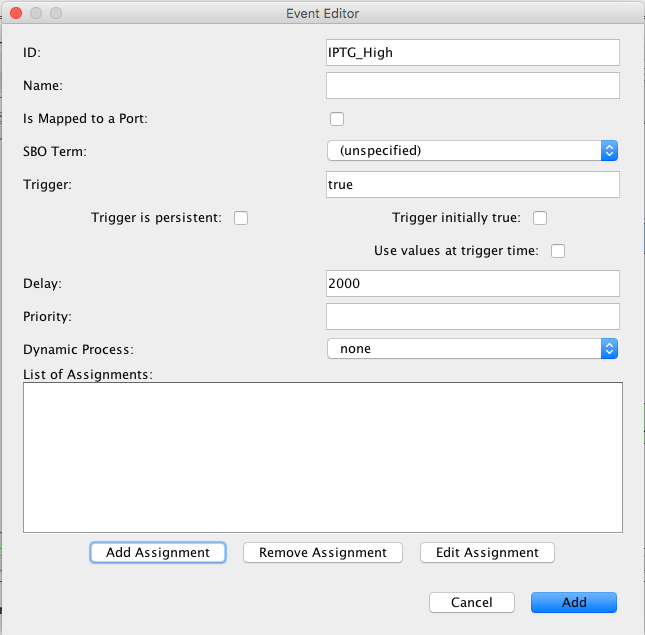 Event Editor
ID: IPTG_High
Name:
Is Mapped to a Port:
SBO Term: (unspecified)
Trigger: true
Trigger is persistent: Trigger initially true:
Use values at trigger time:
Delay: 2000
Priority:
Dynamic Process: none
List of Assignments:
Add Assignment Remove Assignment Edit Assignment
Cancel Add